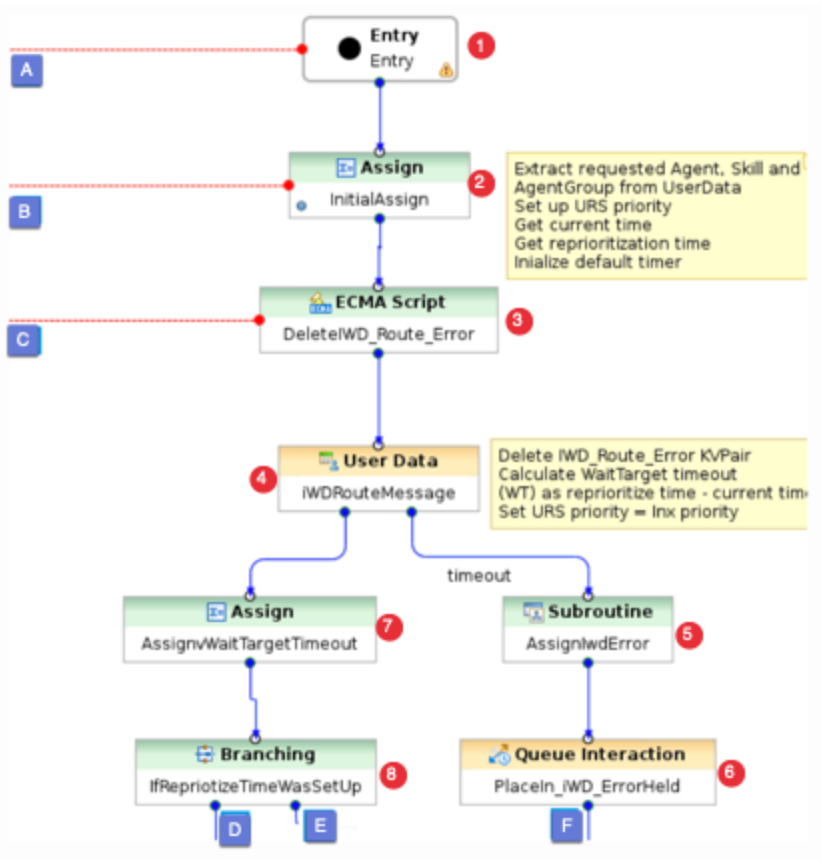 Entry
Entry
1
A
Assign
InitialAssign
2
B
Extract requested Agent, Skill and
AgentGroup from UserData
Set up URS priority
Get current time
Get reprioritization time
Inialize default timer
ECMA Script
DeleteIWD_Route_Error
3
C
User Data
iWDRouteMessage
4
Delete IWD_Route_Error KVPair
Calculate WaitTarget timeout
(WT) as reprioritize time - current tim
Set URS priority = Inx priority
timeout
Assign
AssignvWaitTargetTimeout
7
Subroutine
AssignIwdError
5
Branching
IfRepriotizeTimeWasSetUp
8
Queue Interaction
PlaceIn_iWD_ErrorHeld
6
D
E
F